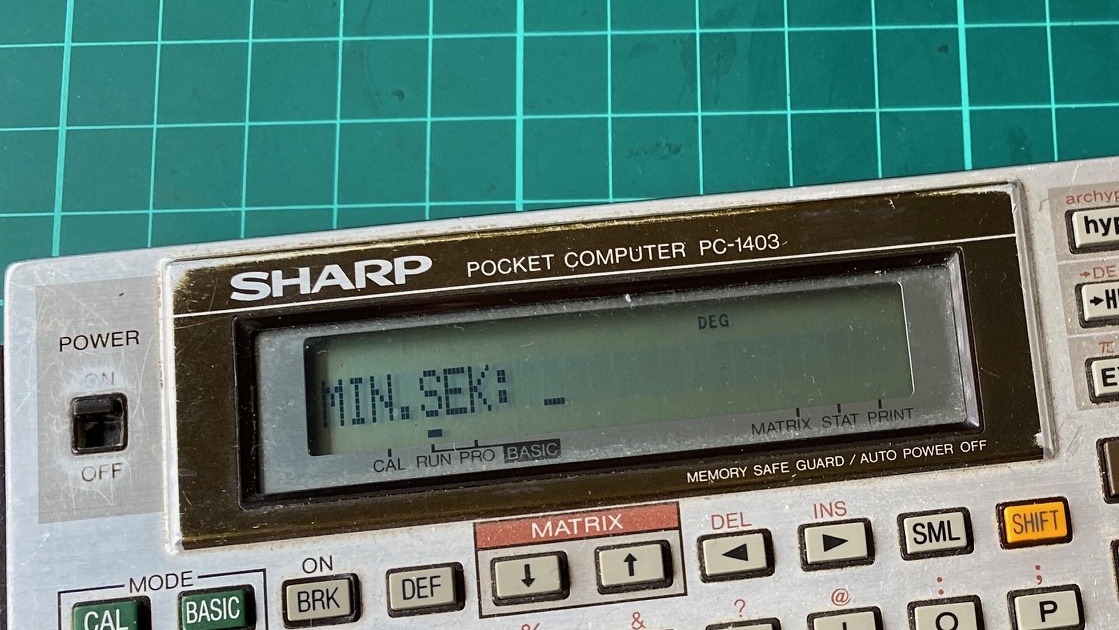 archyp
hyp
SHARP POCKET COMPUTER PC-1403
→DE
POWER
DEG
ON
MIN.SEK: _
π
MATRIX STAT PRINT
OFF
CAL RUN PRO BASIC
MEMORY SAFE GUARD / AUTO POWER OFF
MATRIX
DEL
INS
SML
SHIFT
ON
MODE
↓
↑
◀
▶
CAL
BASIC
BRK
DEF
%
&
?
@
:
;
O
P